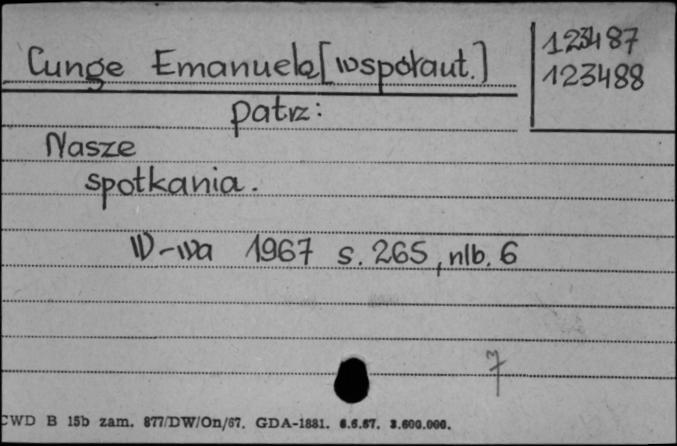 123487
123488
Cunge Emanuela [współaut.]
patrz:
Nasze
spotkania.
W-wa 1967 s. 265, nlb. 6
7
CWD B 15b zam. 877/DW/On/67. GDA-1881. 6.6.67. 3.600.000.